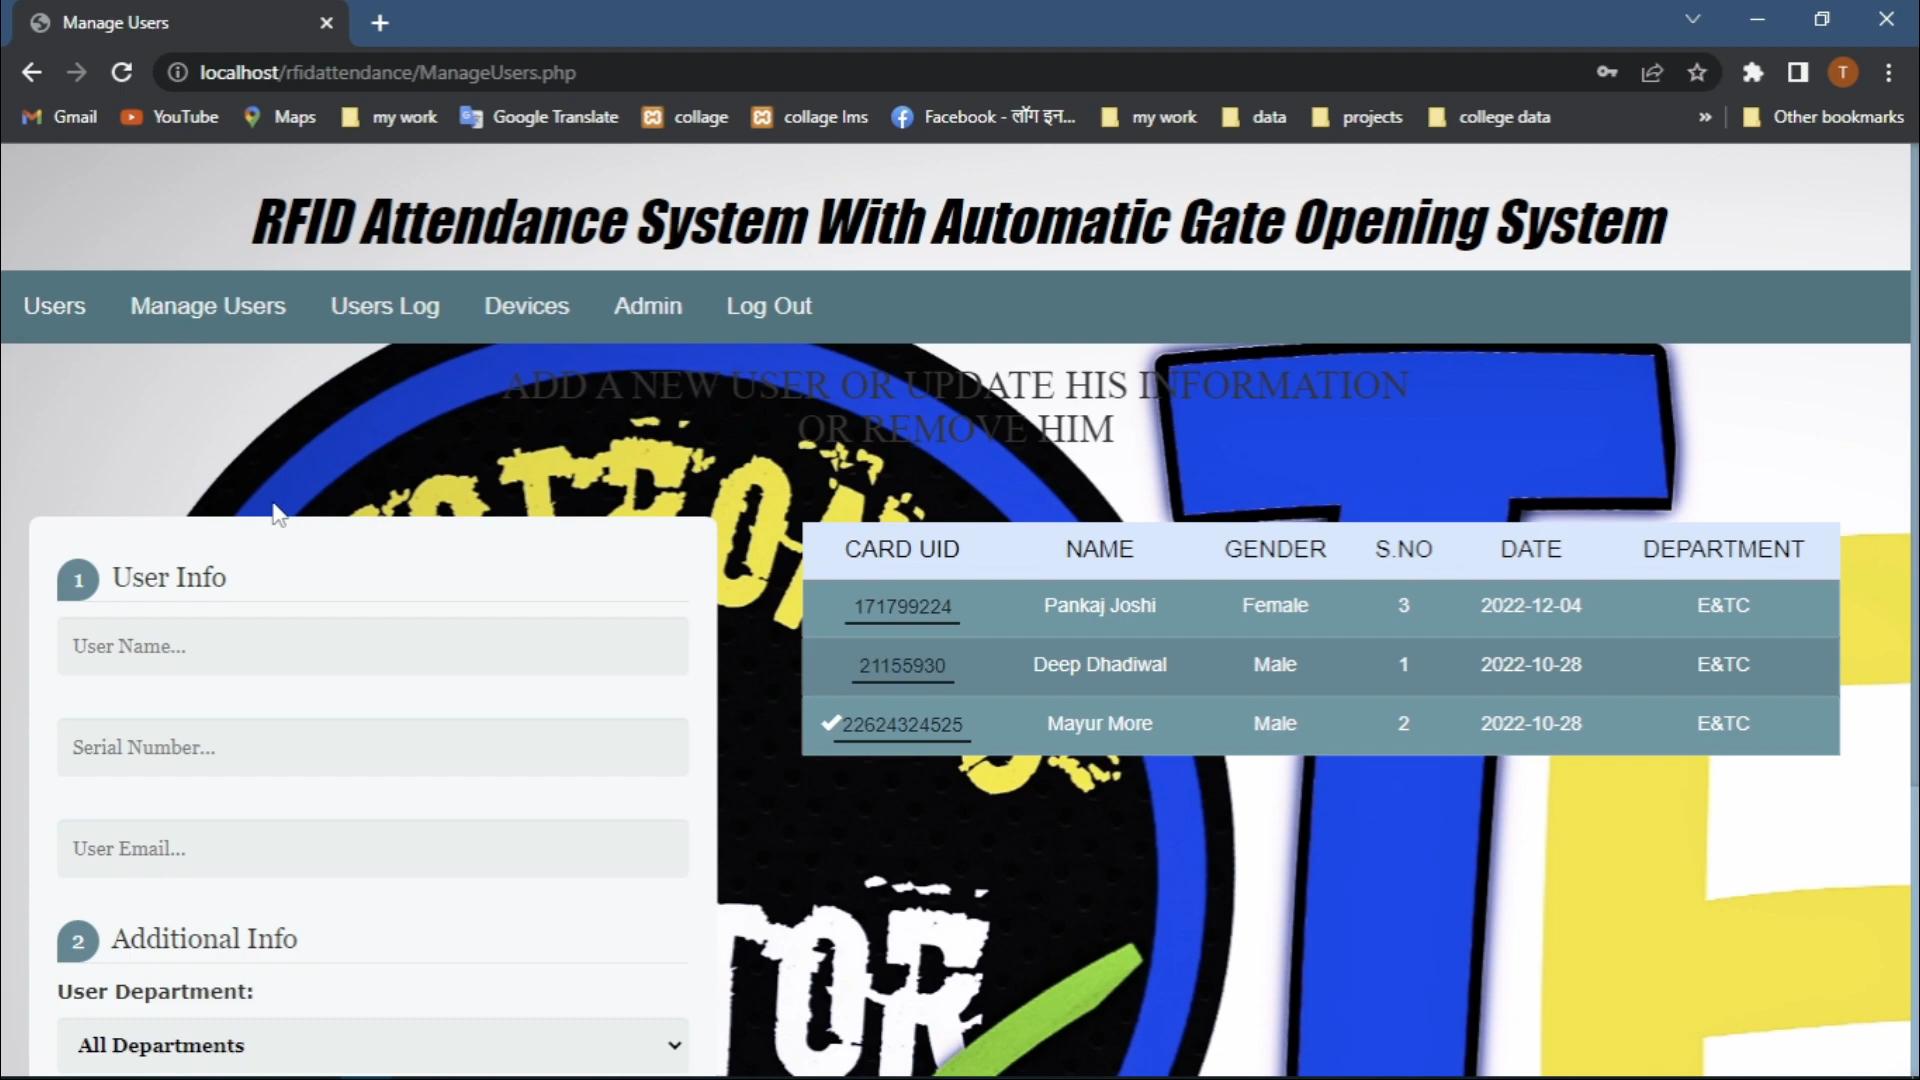 Manage Users
localhost/rfidattendance/ManageUsers.php
T
Gmail YouTube Maps my work Google Translate collage collage lms Facebook - लॉग इन... my work data projects college data » Other bookmarks
RFID Attendance System With Automatic Gate Opening System
Users Manage Users Users Log Devices Admin Log Out
ADD A NEW USER OR UPDATE HIS INFORMATION
OR REMOVE HIM
1 User Info
User Name...
Serial Number...
User Email...
2 Additional Info
User Department:
All Departments
CARD UID NAME GENDER S.NO DATE DEPARTMENT
171799224 Pankaj Joshi Female 3 2022-12-04 E&TC
21155930 Deep Dhadiwal Male 1 2022-10-28 E&TC
22624324525 Mayur More Male 2 2022-10-28 E&TC